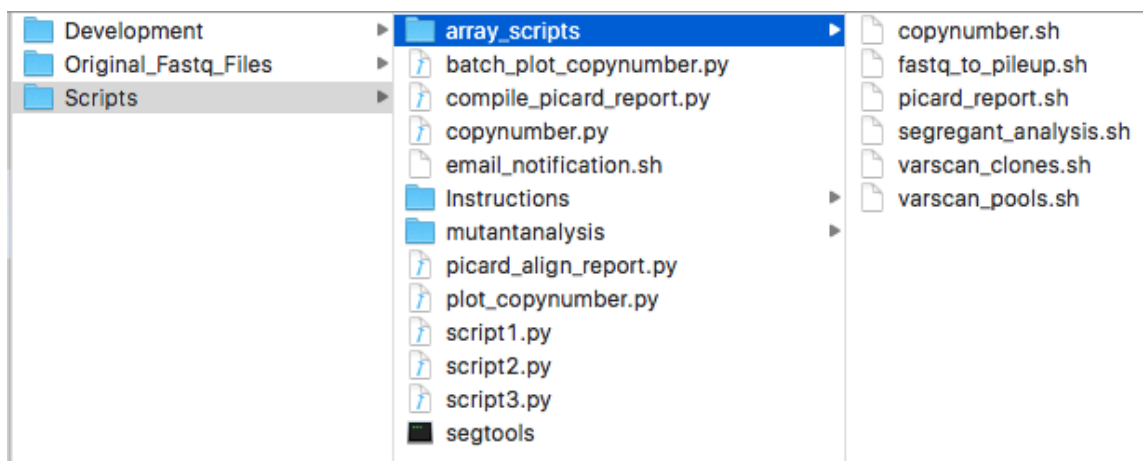 Development
Original_Fastq_Files
Scripts
array_scripts
batch_plot_copynumber.py
compile_picard_report.py
copynumber.py
email_notification.sh
Instructions
mutantanalysis
picard_align_report.py
plot_copynumber.py
script1.py
script2.py
script3.py
segtools
copynumber.sh
fastq_to_pileup.sh
picard_report.sh
segregant_analysis.sh
varscan_clones.sh
varscan_pools.sh